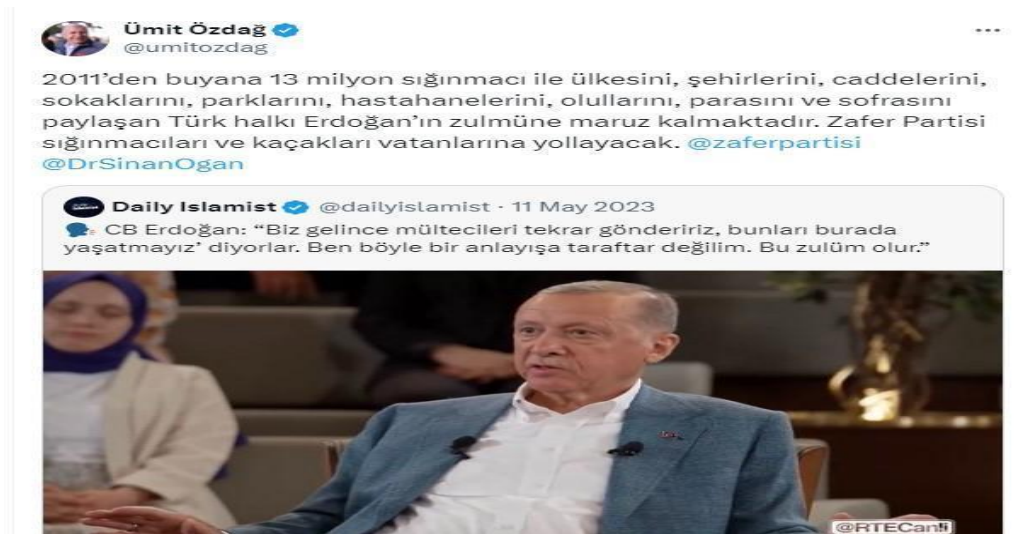 Ümit Özdağ
@umitozdag
2011’den buyana 13 milyon sığınmacı ile ülkesini, şehirlerini, caddelerini,
sokaklarını, parklarını, hastahanelerini, olullarını, parasını ve sofrasını
paylaşan Türk halkı Erdoğan’ın zulmüne maruz kalmaktadır. Zafer Partisi
sığınmacıları ve kaçakları vatanlarına yollayacak. @zaferpartisi
@DrSinanOgan
Daily Islamist @dailyislamist · 11 May 2023
CB Erdoğan: “Biz gelince mültecileri tekrar göndeririz, bunları burada
yaşatmayız’ diyorlar. Ben böyle bir anlayışa taraftar değilim. Bu zulüm olur.”
@RTECanli